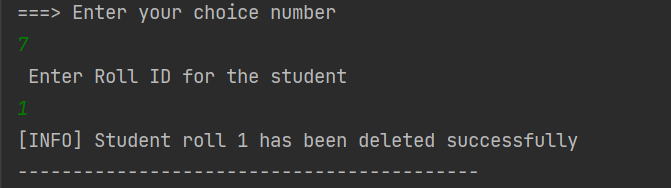 ===> Enter your choice number
7
Enter Roll ID for the student
1
[INFO] Student roll 1 has been deleted successfully
-------------------------------------------